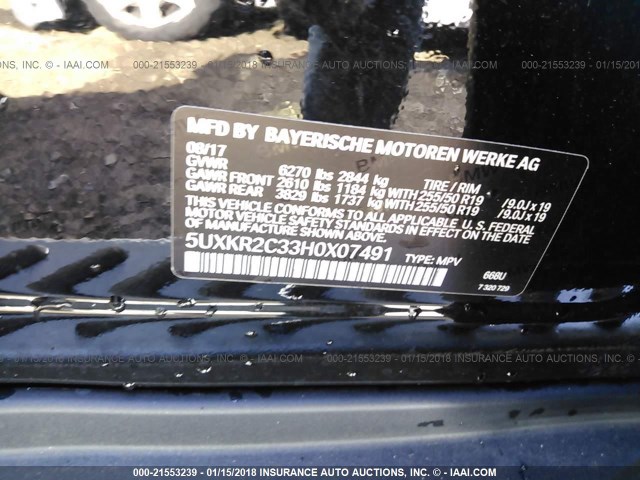 000-21553239 - 01/15/2018 INSURANCE AUTO AUCTIONS, INC. - © - IAAI.COM
MFD BY BAYERISCHE MOTOREN WERKE AG
08/17
GVWR 6270 lbs 2844 kg TIRE / RIM
GAWR FRONT 2610 lbs 1184 kg WITH 255/50 R19 / 9.0J x 19
GAWR REAR 3829 lbs 1737 kg WITH 255/50 R19 / 9.0J x 19
THIS VEHICLE CONFORMS TO ALL APPLICABLE U. S. FEDERAL
MOTOR VEHICLE SAFETY STANDARDS IN EFFECT ON THE DATE OF
MANUFACTURE SHOWN ABOVE.
5UXKR2C33H0X07491 TYPE: MPV
668U
7 320 729
000-21553239 - 01/15/2018 INSURANCE AUTO AUCTIONS, INC. - © - IAAI.COM
000-21553239 - 01/15/2018 INSURANCE AUTO AUCTIONS, INC. - © - IAAI.COM